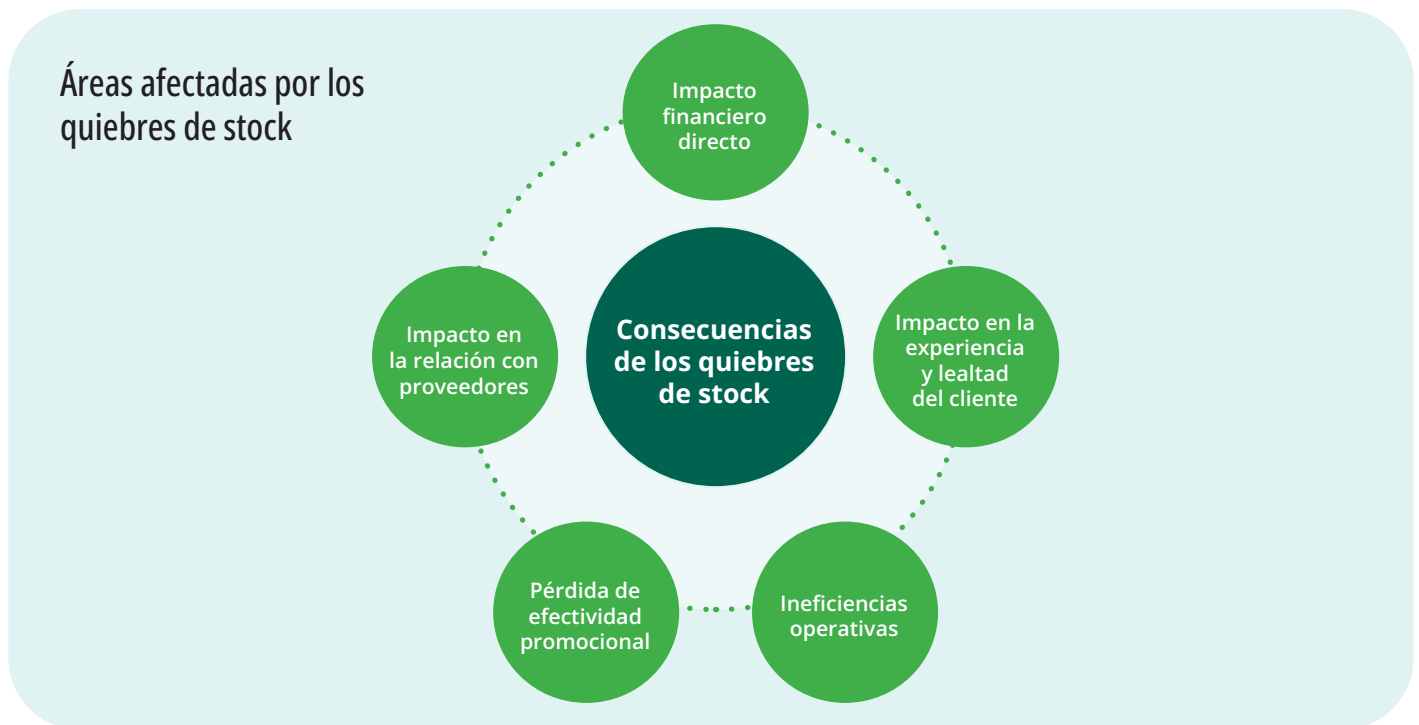 Áreas afectadas por los
quiebres de stock
Impacto
financiero
directo
Impacto en
la relación con
proveedores
Consecuencias
de los quiebres
de stock
Impacto en la
experiencia
y lealtad
del cliente
Pérdida de
efectividad
promocional
Ineficiencias
operativas